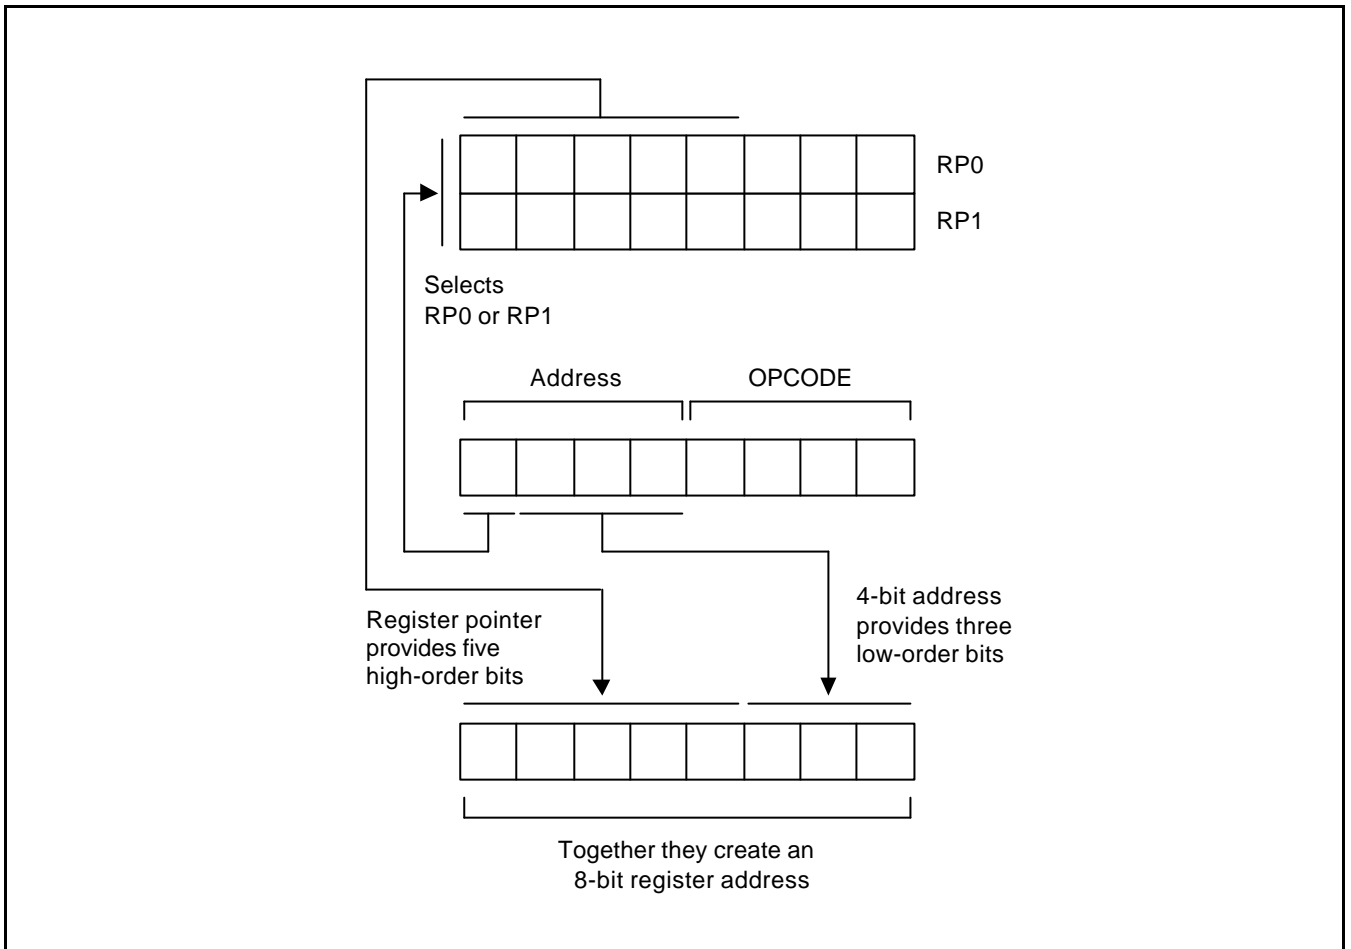 RP0
RP1
Selects
RP0 or RP1
Address
OPCODE
Register pointer
provides five
high-order bits
4-bit address
provides three
low-order bits
Together they create an
8-bit register address